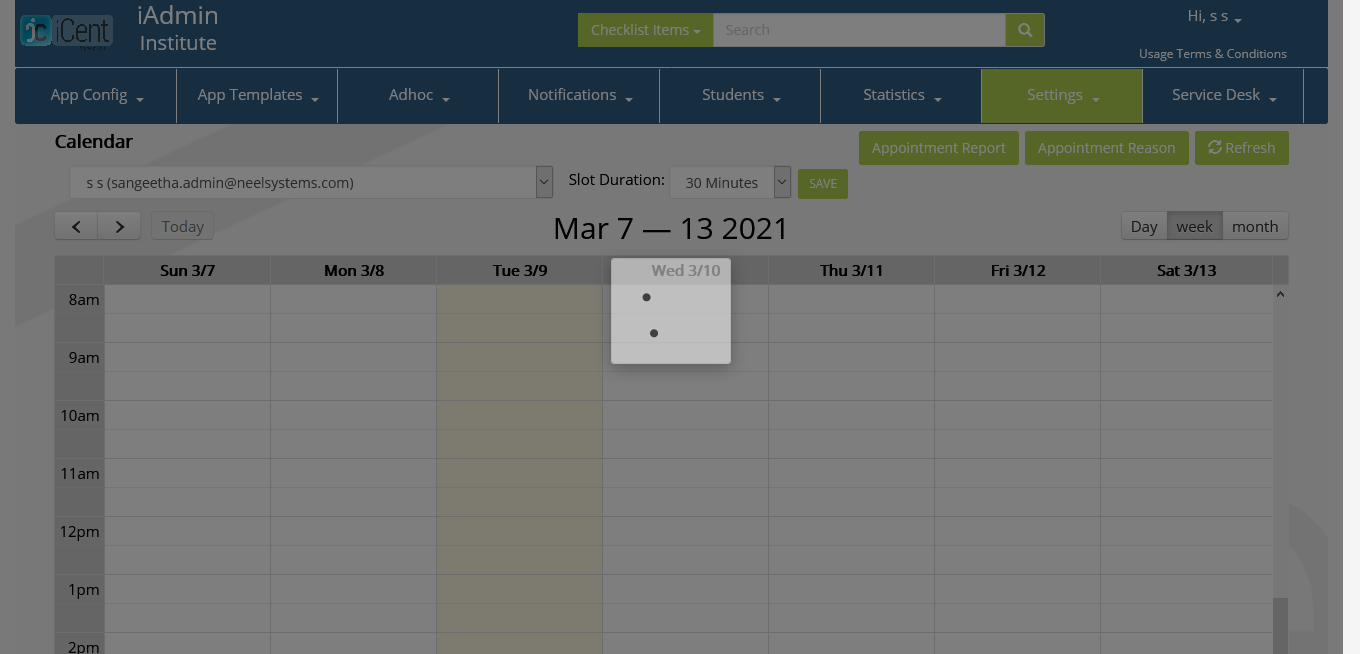 iCent
iAdmin
Institute
Checklist Items
Search
Hi, s s
Usage Terms & Conditions
App Config
App Templates
Adhoc
Notifications
Students
Statistics
Settings
Service Desk
Calendar
Appointment Report
Appointment Reason
Refresh
s s (sangeetha.admin@neelsystems.com)
Slot Duration:
30 Minutes
SAVE
Today
Mar 7 — 13 2021
Day
week
month
Sun 3/7
Mon 3/8
Tue 3/9
Wed 3/10
Thu 3/11
Fri 3/12
Sat 3/13
8am
9am
10am
11am
12pm
1pm
2pm